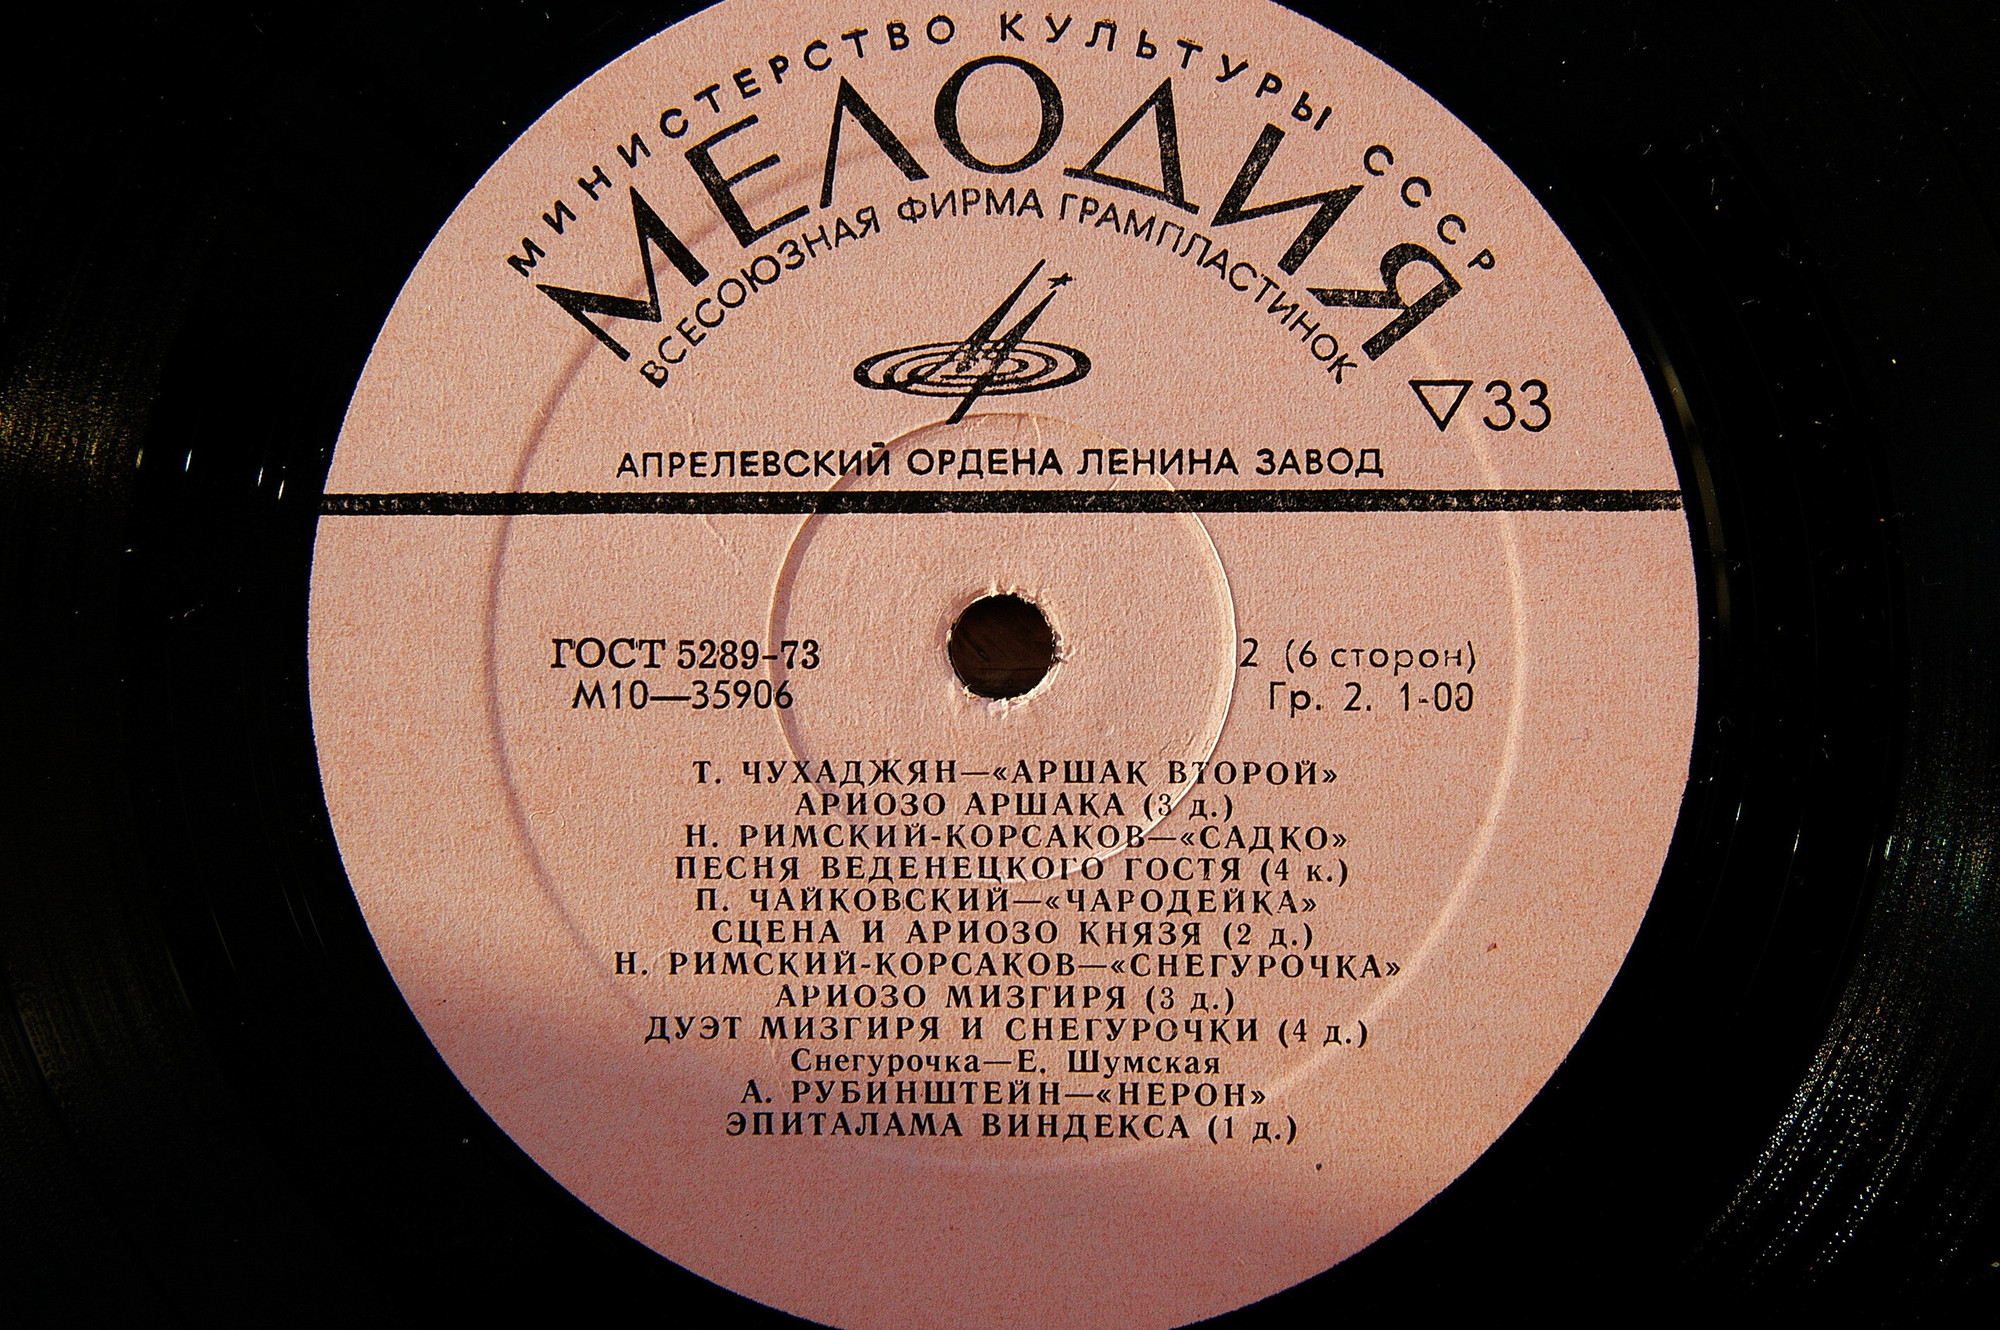 МИНИСТЕРСТВО КУЛЬТУРЫ СССР
МЕЛОДИЯ
ВСЕСОЮЗНАЯ ФИРМА ГРАМПЛАСТИНОК
33
АПРЕЛЕВСКИЙ ОРДЕНА ЛЕНИНА ЗАВОД
ГОСТ 5289-73
М10—35906
2 (6 сторон)
Гр. 2. 1-00
Т. ЧУХАДЖЯН—«АРШАК ВТОРОЙ»
АРИОЗО АРШАКА (3 д.)
Н. РИМСКИЙ-КОРСАКОВ—«САДКО»
ПЕСНЯ ВЕДЕНЕЦКОГО ГОСТЯ (4 к.)
П. ЧАЙКОВСКИЙ—«ЧАРОДЕЙКА»
СЦЕНА И АРИОЗО КНЯЗЯ (2 д.)
Н. РИМСКИЙ-КОРСАКОВ—«СНЕГУРОЧКА»
АРИОЗО МИЗГИРЯ (3 д.)
ДУЭТ МИЗГИРЯ И СНЕГУРОЧКИ (4 д.)
Снегурочка—Е. Шумская
А. РУБИНШТЕЙН—«НЕРОН»
ЭПИТАЛАМА ВИНДЕКСА (1 д.)